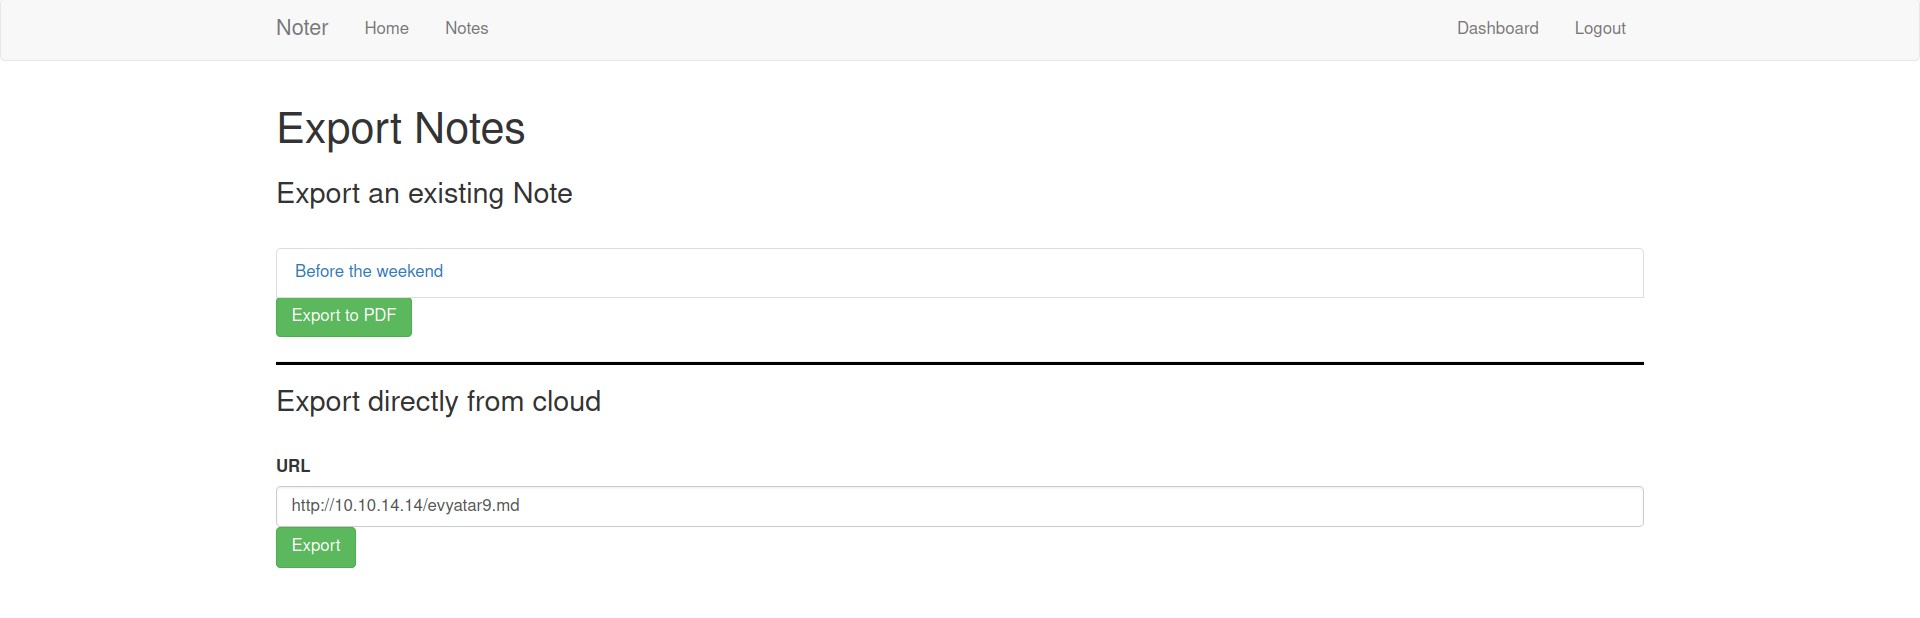 Noter Home Notes Dashboard Logout
Export Notes
Export an existing Note
Before the weekend
Export to PDF
Export directly from cloud
URL
http://10.10.14.14/evyatar9.md
Export